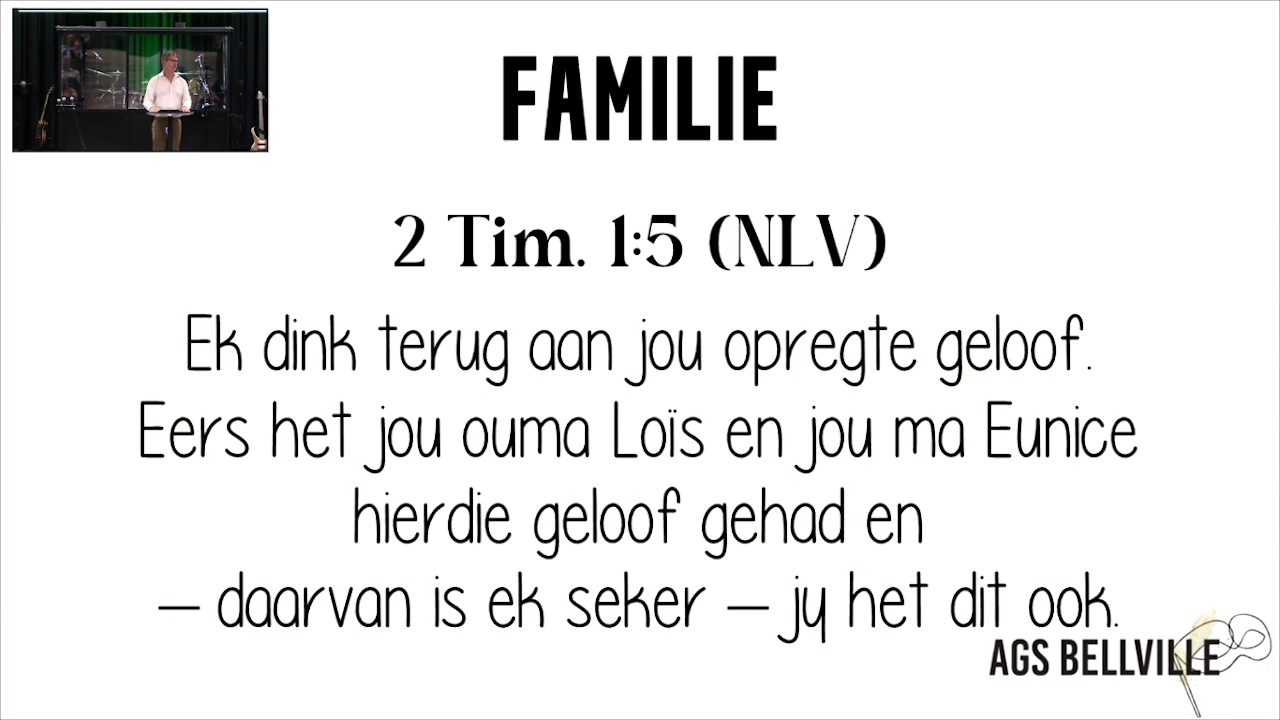 FAMILIE
2 Tim. 1:5 (NLV)
Ek dink terug aan jou opregte geloof.
Eers het jou ouma Loïs en jou ma Eunice
hierdie geloof gehad en
– daarvan is ek seker – jy het dit ook.
AGS BELLVILLE